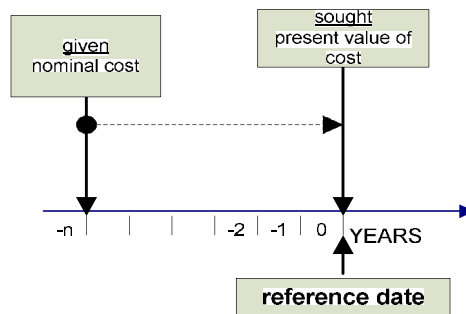 given
nominal cost
sought
present value of
cost
-n -2 -1 0 YEARS
reference date